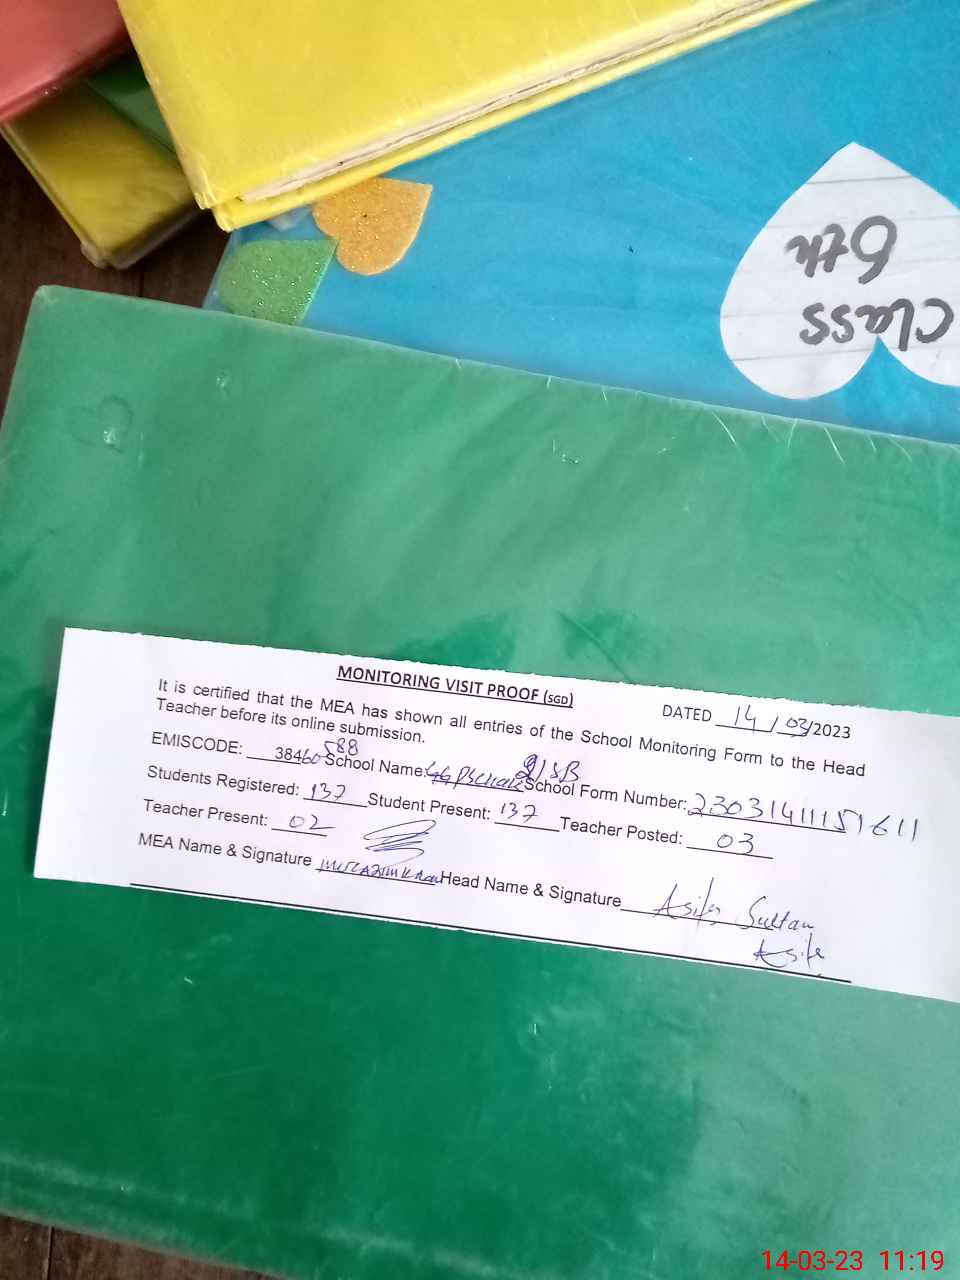 Class
6th
MONITORING VISIT PROOF (SGD)
DATED 14/03/2023
It is certified that the MEA has shown all entries of the School Monitoring Form to the Head
Teacher before its online submission.
EMISCODE: 38460588 School Name: School Form Number: 23031411151611
Students Registered: 137 Student Present: 137 Teacher Posted: 03
Teacher Present: 02
MEA Name & Signature Head Name & Signature Asifa Sultan
Asifa
14-03-23 11:19